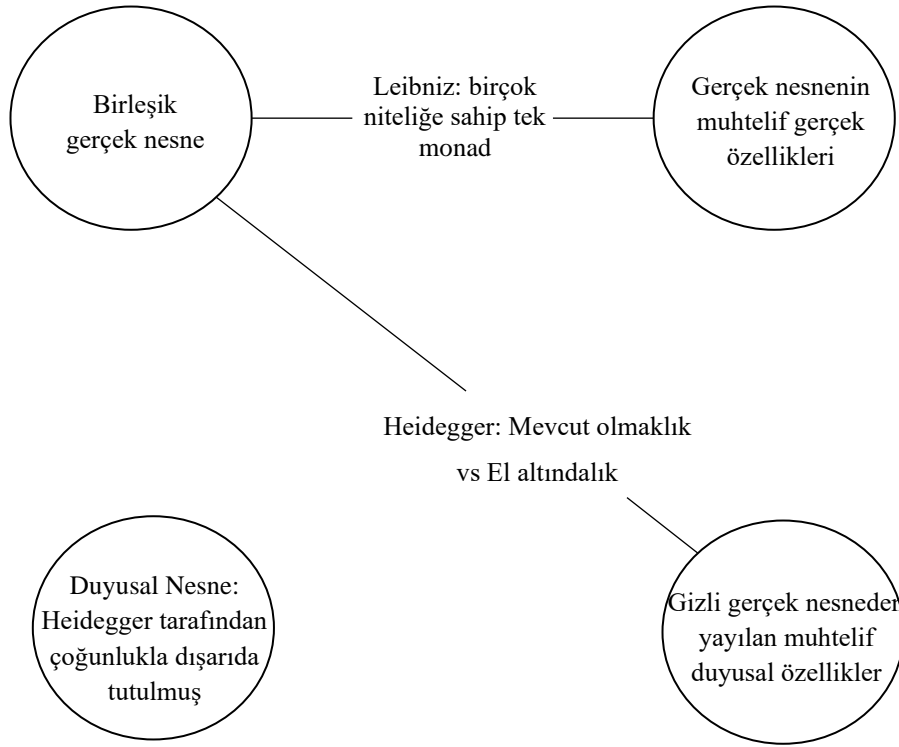 Birleşik
gerçek nesne
Leibniz: birçok
niteliğe sahip tek
monad
Gerçek nesnenin
muhtelif gerçek
özellikleri
Heidegger: Mevcut olmaklık
vs El altındalık
Duyusal Nesne:
Heidegger tarafından
çoğunlukla dışarıda
tutulmuş
Gizli gerçek nesneder
yayılan muhtelif
duyusal özellikler